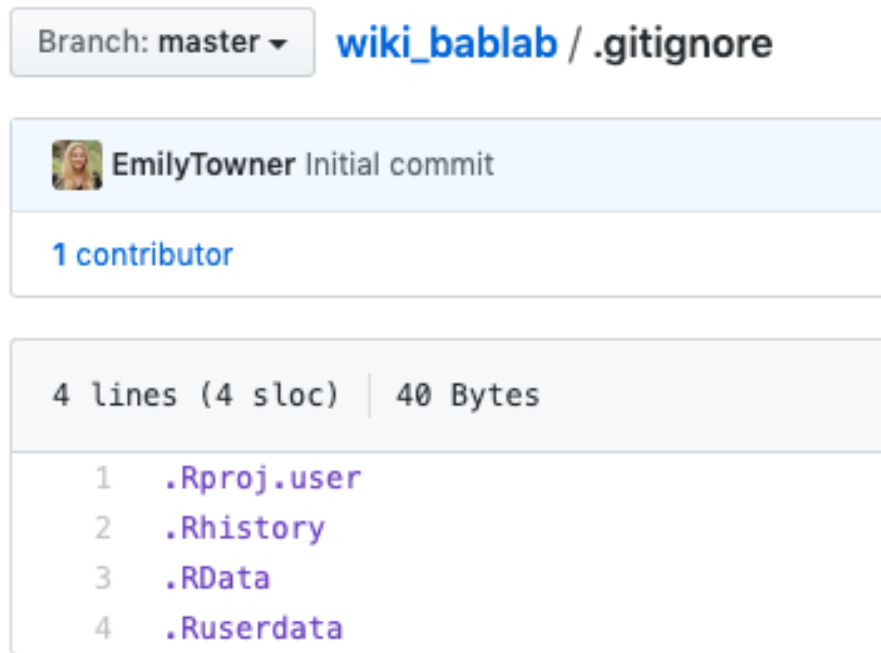 Branch: master
wiki_bablab / .gitignore
EmilyTowner Initial commit
1 contributor
4 lines (4 sloc) 40 Bytes
1 .Rproj.user
2 .Rhistory
3 .RData
4 .Ruserdata